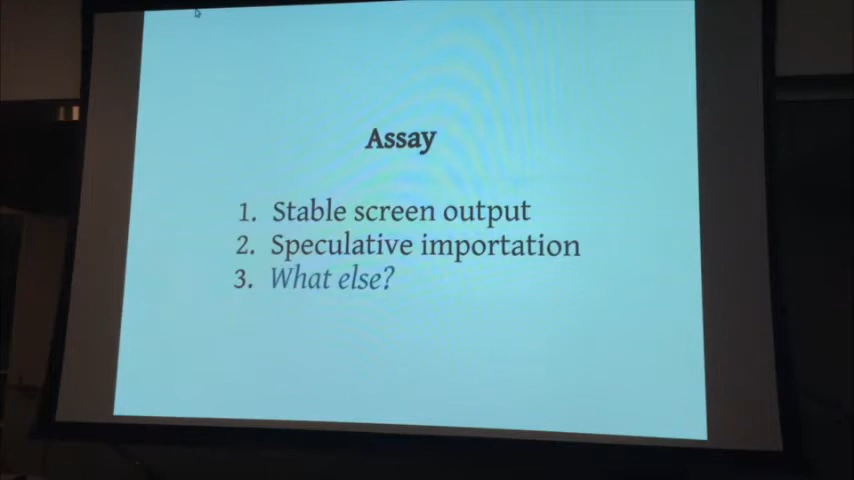 Assay
1. Stable screen output
2. Speculative importation
3. What else?